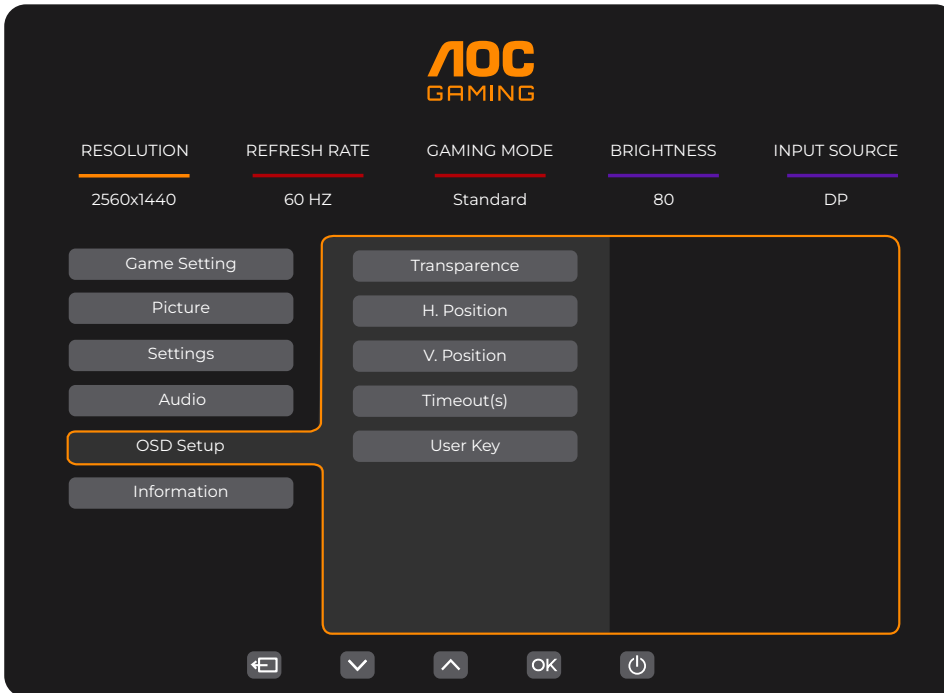 AOC
GAMING
RESOLUTION REFRESH RATE GAMING MODE BRIGHTNESS INPUT SOURCE
2560x1440 60 HZ Standard 80 DP
Game Setting Transparence
Picture H. Position
Settings V. Position
Audio Timeout(s)
OSD Setup User Key
Information
OK